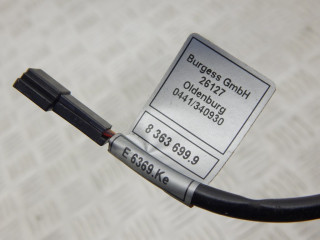 Burgess GmbH
26127
Oldenburg
0441/340930
8 363 699.9
E 6369.Ke